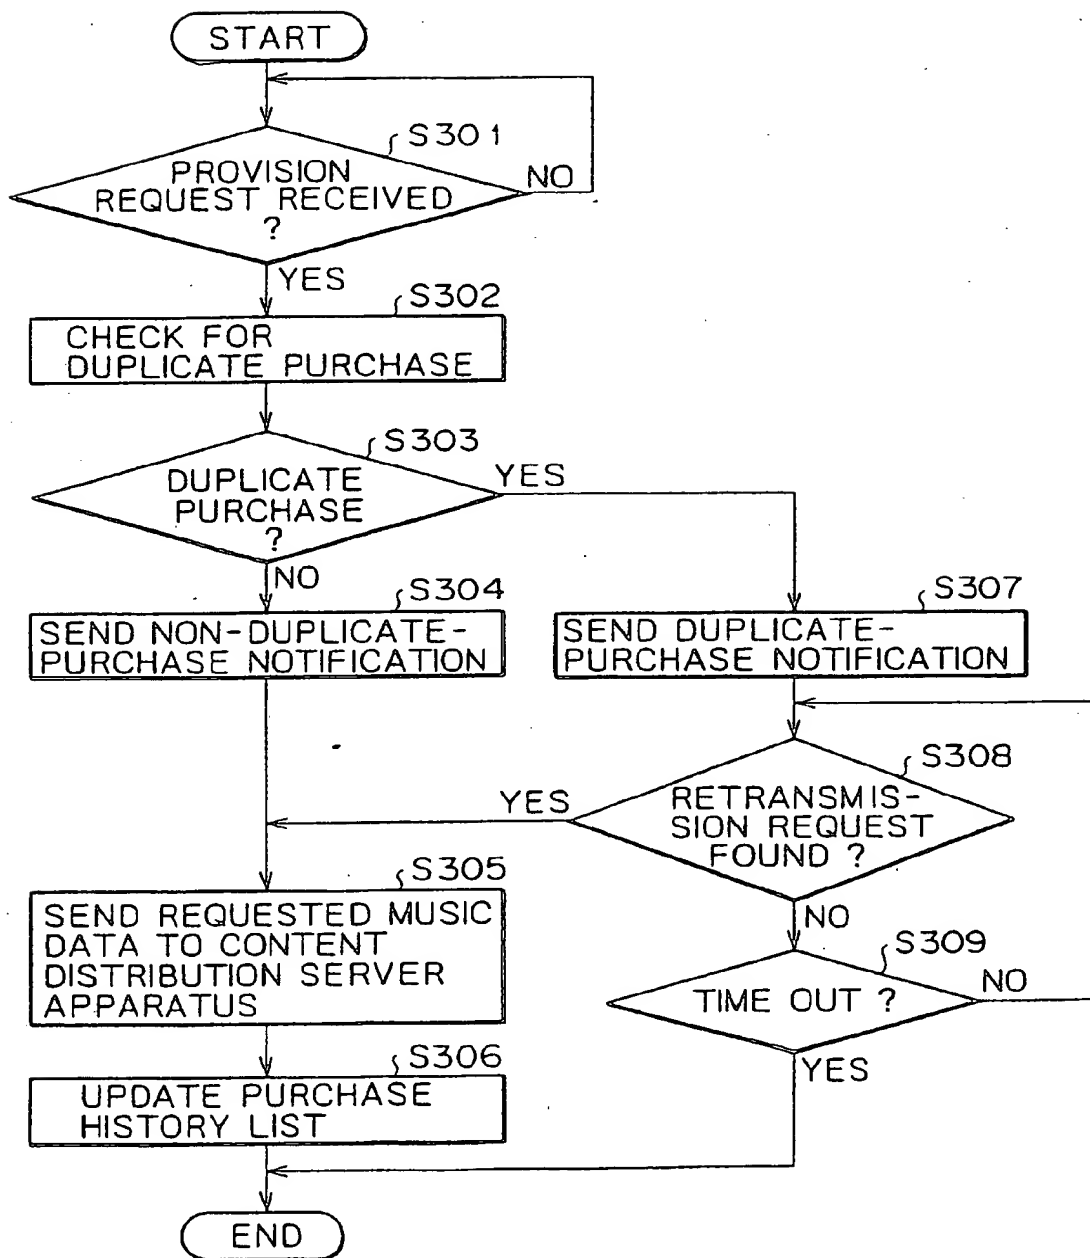 START
S301
PROVISION
REQUEST RECEIVED
?
NO
YES
S302
CHECK FOR
DUPLICATE PURCHASE
S303
DUPLICATE
PURCHASE
?
YES
NO
S304
SEND NON-DUPLICATE-
PURCHASE NOTIFICATION
S307
SEND DUPLICATE-
PURCHASE NOTIFICATION
S308
RETRANSMIS-
SION REQUEST
FOUND ?
YES
NO
S305
SEND REQUESTED MUSIC
DATA TO CONTENT
DISTRIBUTION SERVER
APPARATUS
S309
TIME OUT ?
NO
YES
S306
UPDATE PURCHASE
HISTORY LIST
END